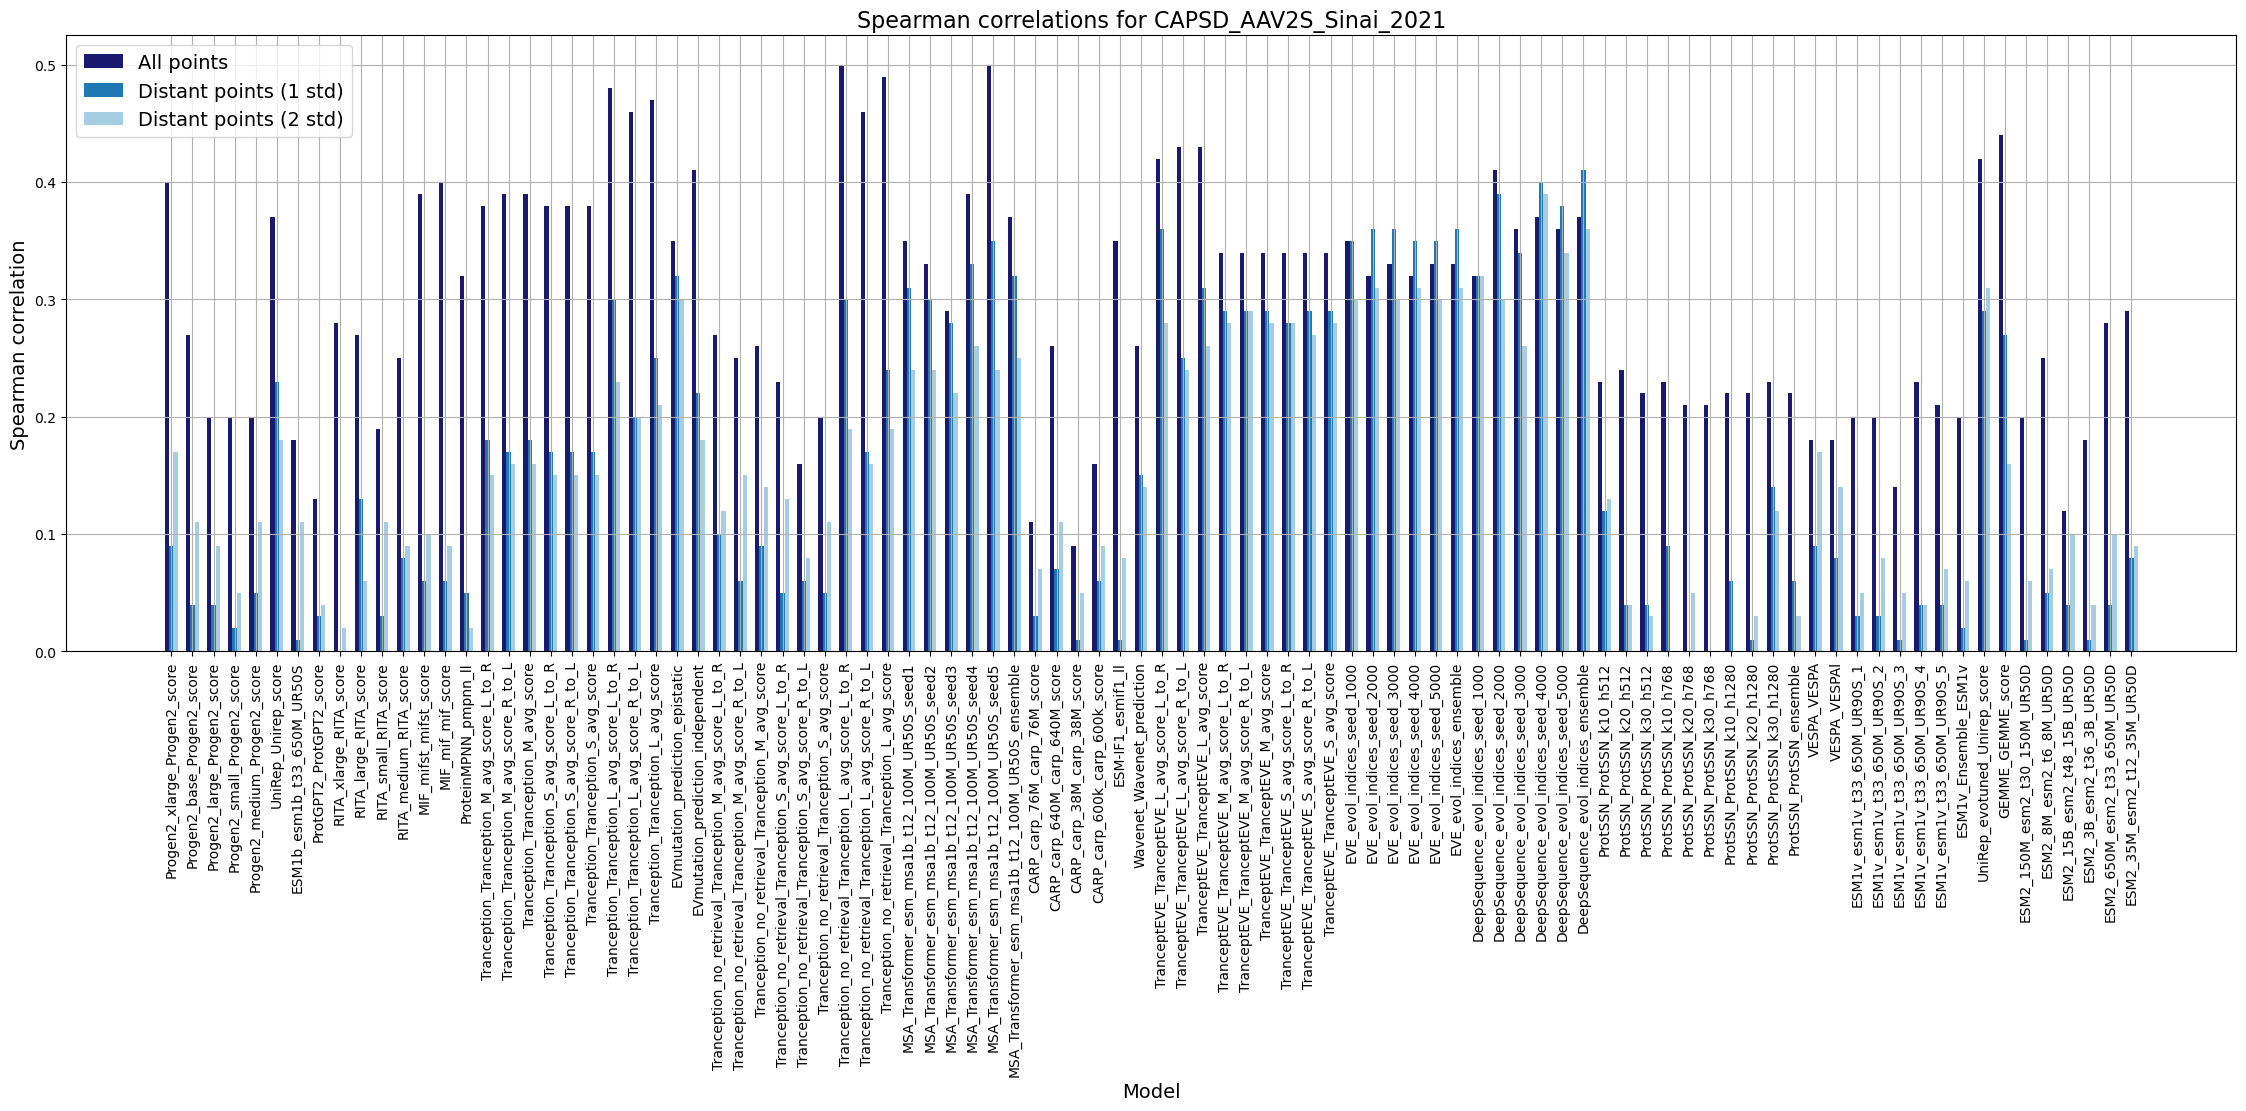 Spearman correlations for CAPSD_AAV2S_Sinai_2021
All points
Distant points (1 std)
Distant points (2 std)
Spearman correlation
0.5
0.4
0.3
0.2
0.1
0.0
Progen2_xlarge_Progen2_score
Progen2_base_Progen2_score
Progen2_large_Progen2_score
Progen2_small_Progen2_score
Progen2_medium_Progen2_score
UniRep_Unirep_score
ESM1b_esm1b_t33_650M_UR50S
ProtGPT2_ProtGPT2_score
RITA_xlarge_RITA_score
RITA_large_RITA_score
RITA_small_RITA_score
RITA_medium_RITA_score
MIF_mifst_mifst_score
MIF_mif_mif_score
ProteinMPNN_pmpnn_ll
Tranception_Tranception_M_avg_score_L_to_R
Tranception_Tranception_M_avg_score_R_to_L
Tranception_Tranception_M_avg_score
Tranception_Tranception_S_avg_score_L_to_R
Tranception_Tranception_S_avg_score_R_to_L
Tranception_Tranception_S_avg_score
Tranception_Tranception_L_avg_score_L_to_R
Tranception_Tranception_L_avg_score_R_to_L
Tranception_Tranception_L_avg_score
EVmutation_prediction_epistatic
EVmutation_prediction_independent
Tranception_no_retrieval_Tranception_M_avg_score_L_to_R
Tranception_no_retrieval_Tranception_M_avg_score_R_to_L
Tranception_no_retrieval_Tranception_M_avg_score
Tranception_no_retrieval_Tranception_S_avg_score_L_to_R
Tranception_no_retrieval_Tranception_S_avg_score_R_to_L
Tranception_no_retrieval_Tranception_S_avg_score
Tranception_no_retrieval_Tranception_L_avg_score_L_to_R
Tranception_no_retrieval_Tranception_L_avg_score_R_to_L
Tranception_no_retrieval_Tranception_L_avg_score
MSA_Transformer_esm_msa1b_t12_100M_UR50S_seed1
MSA_Transformer_esm_msa1b_t12_100M_UR50S_seed2
MSA_Transformer_esm_msa1b_t12_100M_UR50S_seed3
MSA_Transformer_esm_msa1b_t12_100M_UR50S_seed4
MSA_Transformer_esm_msa1b_t12_100M_UR50S_seed5
MSA_Transformer_esm_msa1b_t12_100M_UR50S_ensemble
CARP_carp_76M_carp_76M_score
CARP_carp_640M_carp_640M_score
CARP_carp_38M_carp_38M_score
CARP_carp_600k_carp_600k_score
ESM-IF1_esmif1_ll
Wavenet_Wavenet_prediction
TranceptEVE_TranceptEVE_L_avg_score_L_to_R
TranceptEVE_TranceptEVE_L_avg_score_R_to_L
TranceptEVE_TranceptEVE_L_avg_score
TranceptEVE_TranceptEVE_M_avg_score_L_to_R
TranceptEVE_TranceptEVE_M_avg_score_R_to_L
TranceptEVE_TranceptEVE_M_avg_score
TranceptEVE_TranceptEVE_S_avg_score_L_to_R
TranceptEVE_TranceptEVE_S_avg_score_R_to_L
TranceptEVE_TranceptEVE_S_avg_score
EVE_evol_indices_seed_1000
EVE_evol_indices_seed_2000
EVE_evol_indices_seed_3000
EVE_evol_indices_seed_4000
EVE_evol_indices_seed_5000
EVE_evol_indices_ensemble
DeepSequence_evol_indices_seed_1000
DeepSequence_evol_indices_seed_2000
DeepSequence_evol_indices_seed_3000
DeepSequence_evol_indices_seed_4000
DeepSequence_evol_indices_seed_5000
DeepSequence_evol_indices_ensemble
ProtSSN_ProtSSN_k10_h512
ProtSSN_ProtSSN_k20_h512
ProtSSN_ProtSSN_k30_h512
ProtSSN_ProtSSN_k10_h768
ProtSSN_ProtSSN_k20_h768
ProtSSN_ProtSSN_k30_h768
ProtSSN_ProtSSN_k10_h1280
ProtSSN_ProtSSN_k20_h1280
ProtSSN_ProtSSN_k30_h1280
ProtSSN_ProtSSN_ensemble
VESPA_VESPA
VESPA_VESPAl
ESM1v_esm1v_t33_650M_UR90S_1
ESM1v_esm1v_t33_650M_UR90S_2
ESM1v_esm1v_t33_650M_UR90S_3
ESM1v_esm1v_t33_650M_UR90S_4
ESM1v_esm1v_t33_650M_UR90S_5
ESM1v_Ensemble_ESM1v
UniRep_evotuned_Unirep_score
GEMME_GEMME_score
ESM2_150M_esm2_t30_150M_UR50D
ESM2_8M_esm2_t6_8M_UR50D
ESM2_15B_esm2_t48_15B_UR50D
ESM2_3B_esm2_t36_3B_UR50D
ESM2_650M_esm2_t33_650M_UR50D
ESM2_35M_esm2_t12_35M_UR50D
Model